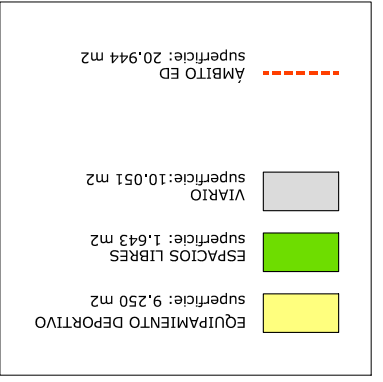 EQUIPAMIENTO DEPORTIVO
superficie: 9.250 m2
ESPACIOS LIBRES
superficie: 1.643 m2
VIARIO
superficie:10.051 m2
ÁMBITO ED
superficie: 20.944 m2